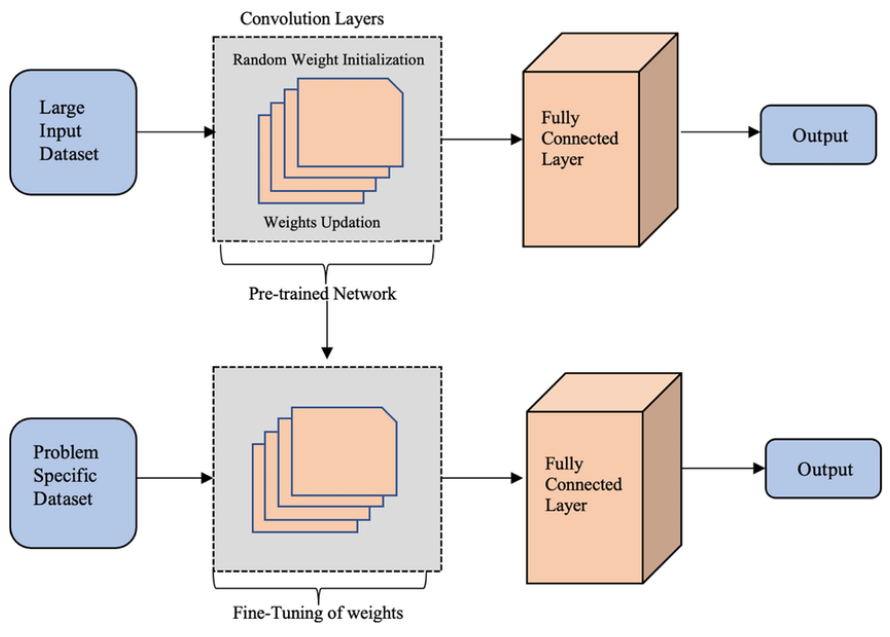 Convolution Layers
Random Weight Initialization
Large
Input
Dataset
Fully
Connected
Layer
Output
Weights Updation
Pre-trained Network
Problem
Specific
Dataset
Fully
Connected
Layer
Output
Fine-Tuning of weights